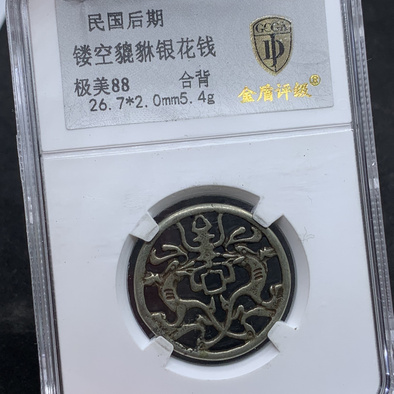 民国后期
镂空貔貅银花钱
极美88 合背
26.7*2.0mm5.4g
GCGA
金盾评级